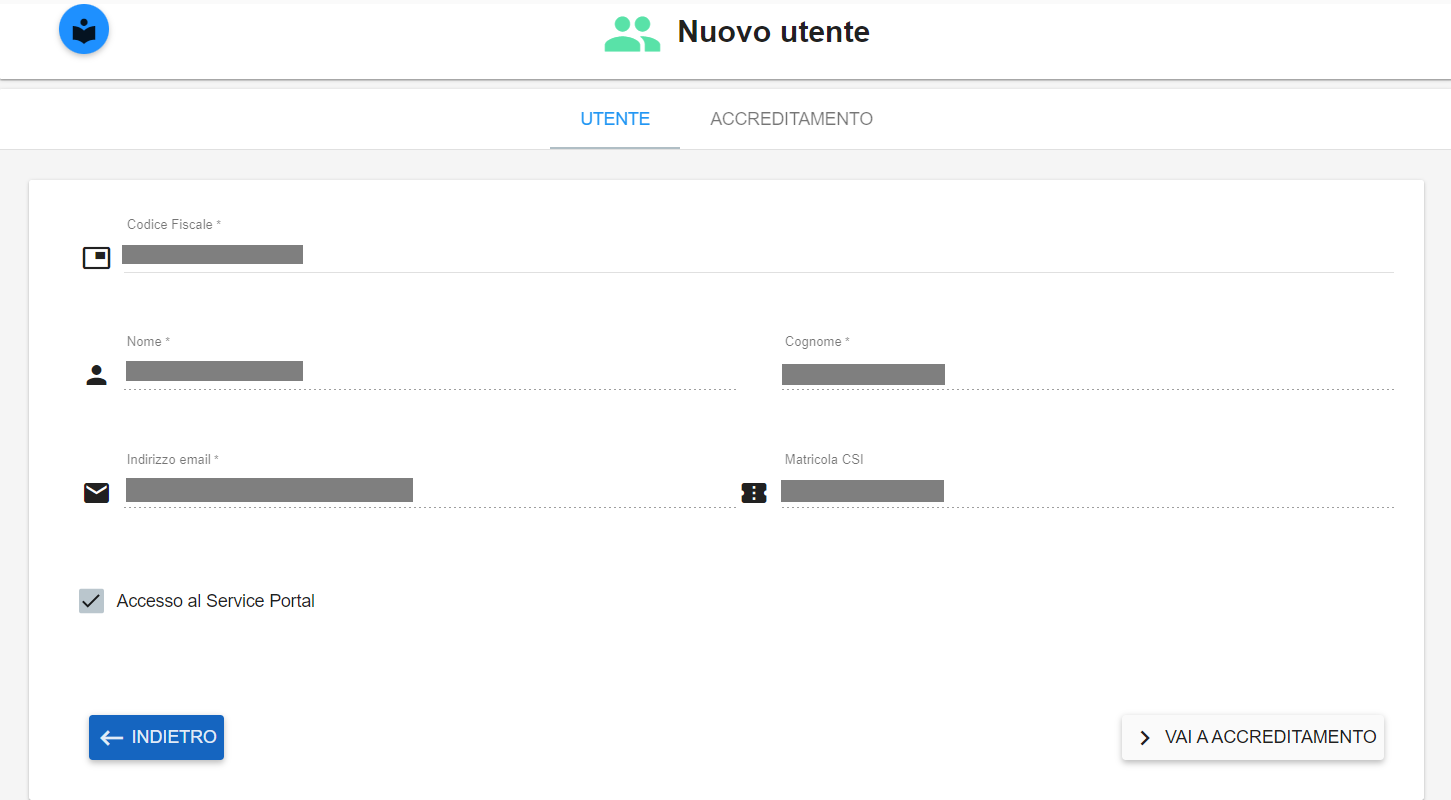 Nuovo utente
UTENTE ACCREDITAMENTO
Codice Fiscale *
Nome * Cognome *
Indirizzo email * Matricola CSI
Accesso al Service Portal
INDIETRO VAI A ACCREDITAMENTO